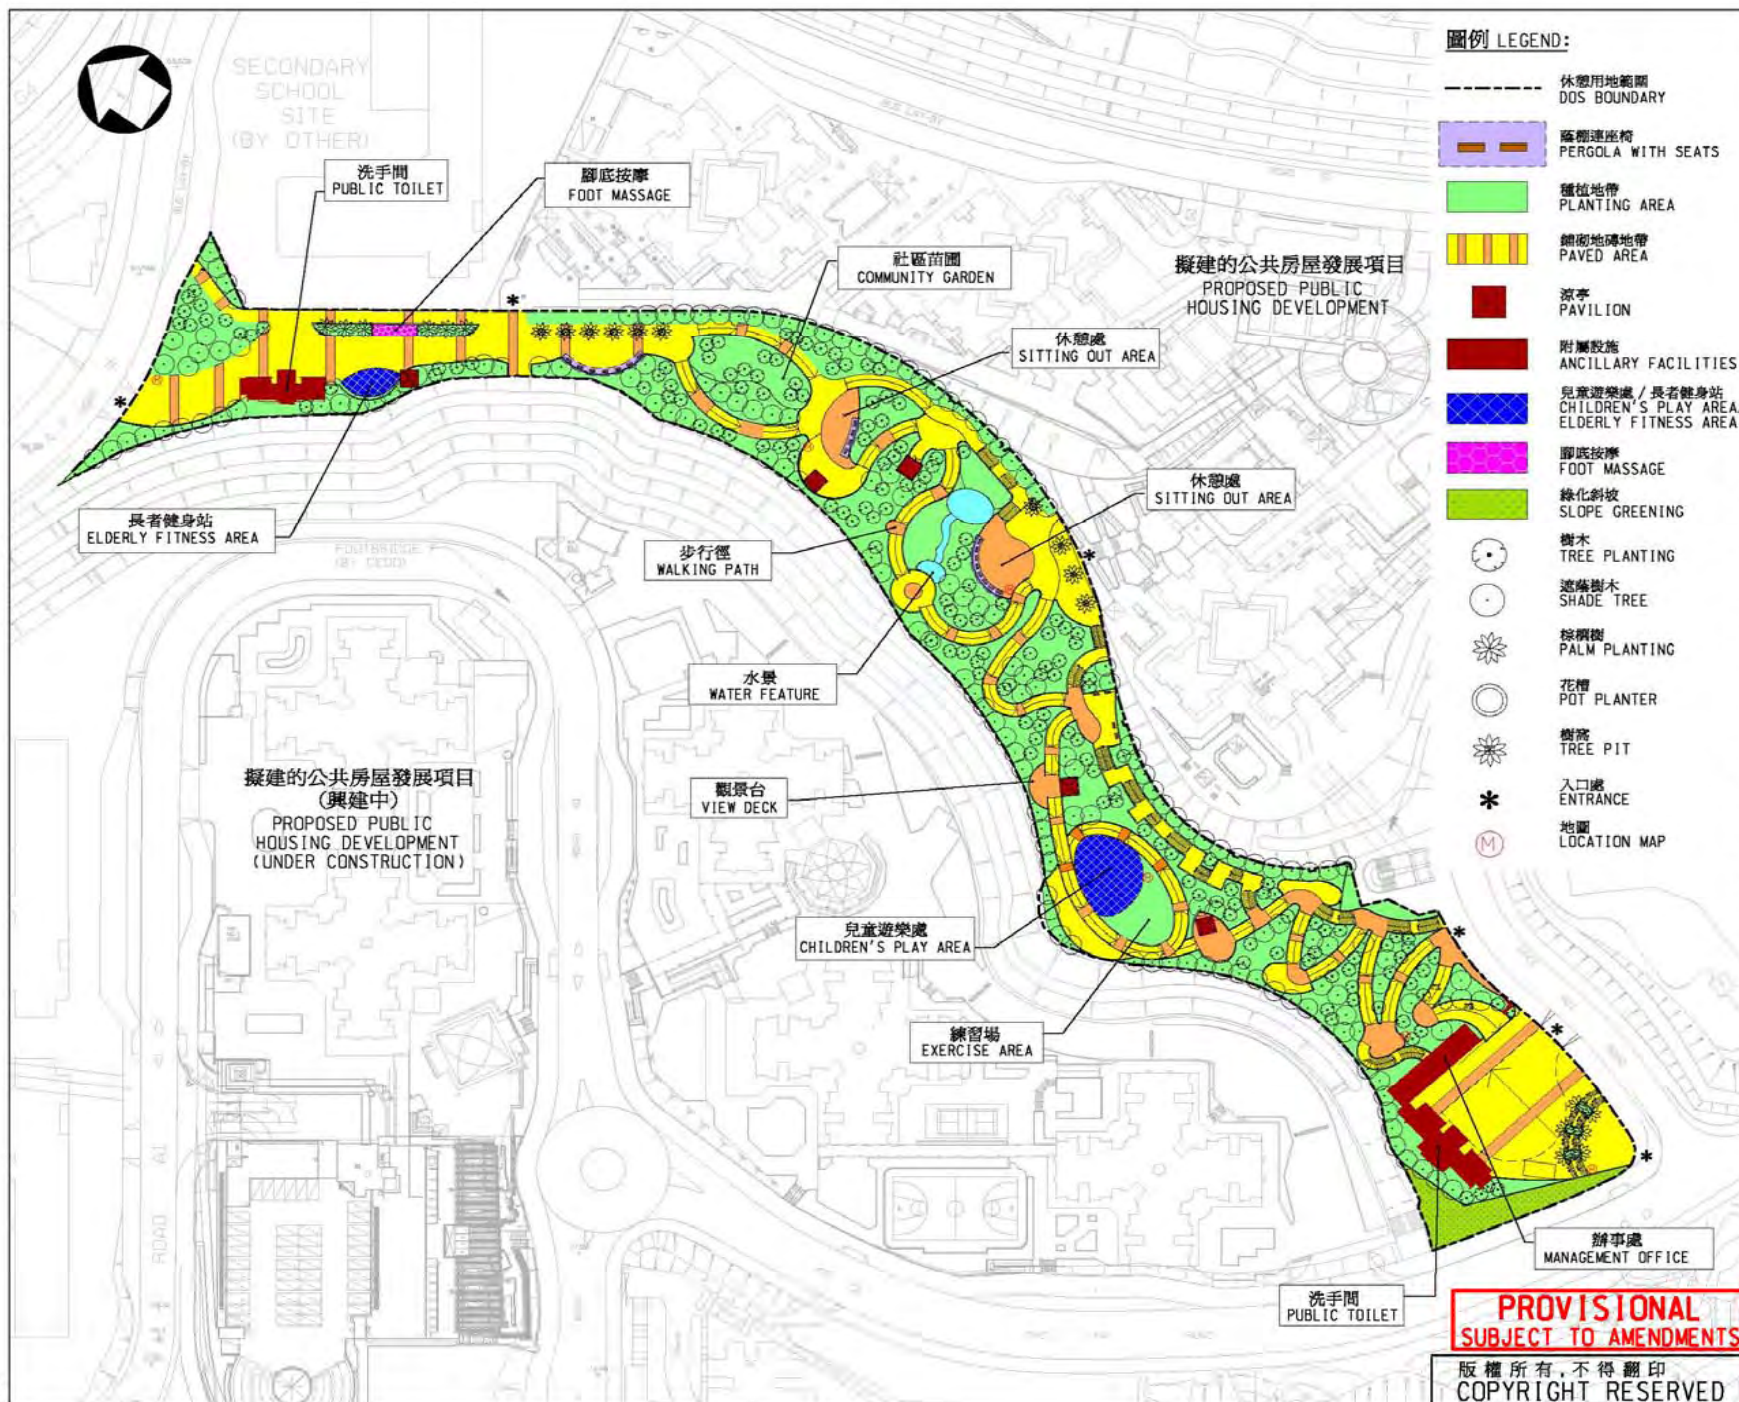 SECONDARY
SCHOOL
SITE
(BY OTHER)
洗手間
PUBLIC TOILET
腳底按摩
FOOT MASSAGE
社區苗圃
COMMUNITY GARDEN
擬建的公共房屋發展項目
PROPOSED PUBLIC
HOUSING DEVELOPMENT
休憩處
SITTING OUT AREA
休憩處
SITTING OUT AREA
長者健身站
ELDERLY FITNESS AREA
FOOTBRIDGE F
(BY CEDD)
步行徑
WALKING PATH
水景
WATER FEATURE
擬建的公共房屋發展項目
(興建中)
PROPOSED PUBLIC
HOUSING DEVELOPMENT
(UNDER CONSTRUCTION)
觀景台
VIEW DECK
兒童遊樂處
CHILDREN'S PLAY AREA
練習場
EXERCISE AREA
ROAD A1
辦事處
MANAGEMENT OFFICE
洗手間
PUBLIC TOILET
圖例 LEGEND:
休憩用地範圍
DOS BOUNDARY
蔭棚連座椅
PERGOLA WITH SEATS
種植地帶
PLANTING AREA
鋪砌地磚地帶
PAVED AREA
涼亭
PAVILION
附屬設施
ANCILLARY FACILITIES
兒童遊樂處 / 長者健身站
CHILDREN'S PLAY AREA
ELDERLY FITNESS AREA
腳底按摩
FOOT MASSAGE
綠化斜坡
SLOPE GREENING
樹木
TREE PLANTING
遮蔭樹木
SHADE TREE
棕櫚樹
PALM PLANTING
花槽
POT PLANTER
樹窩
TREE PIT
入口處
ENTRANCE
M
地圖
LOCATION MAP
PROVISIONAL
SUBJECT TO AMENDMENTS
版權所有,不得翻印
COPYRIGHT RESERVED